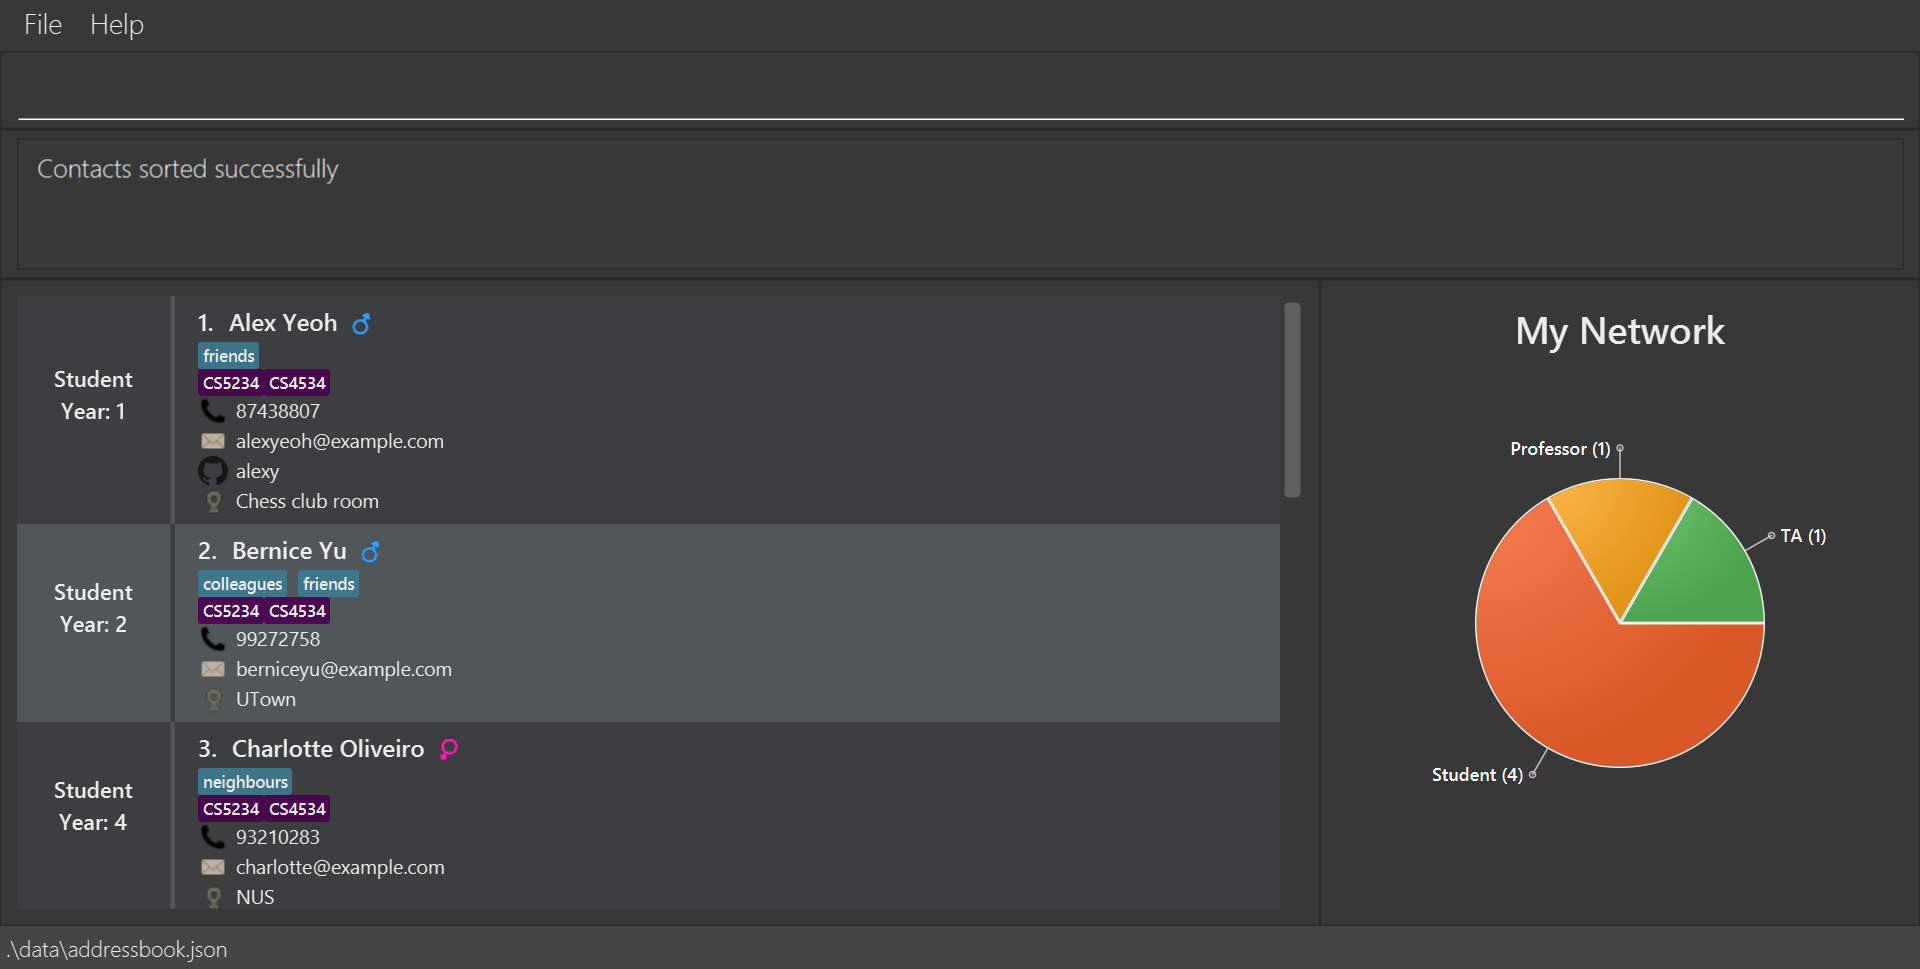 File Help
Contacts sorted successfully
Student
Year: 1
1. Alex Yeoh
friends
CS5234 CS4534
87438807
alexyeoh@example.com
alexy
Chess club room
Student
Year: 2
2. Bernice Yu
colleagues friends
CS5234 CS4534
99272758
berniceyu@example.com
UTown
Student
Year: 4
3. Charlotte Oliveiro
neighbours
CS5234 CS4534
93210283
charlotte@example.com
NUS
My Network
Professor (1)
TA (1)
Student (4)
.\data\addressbook.json